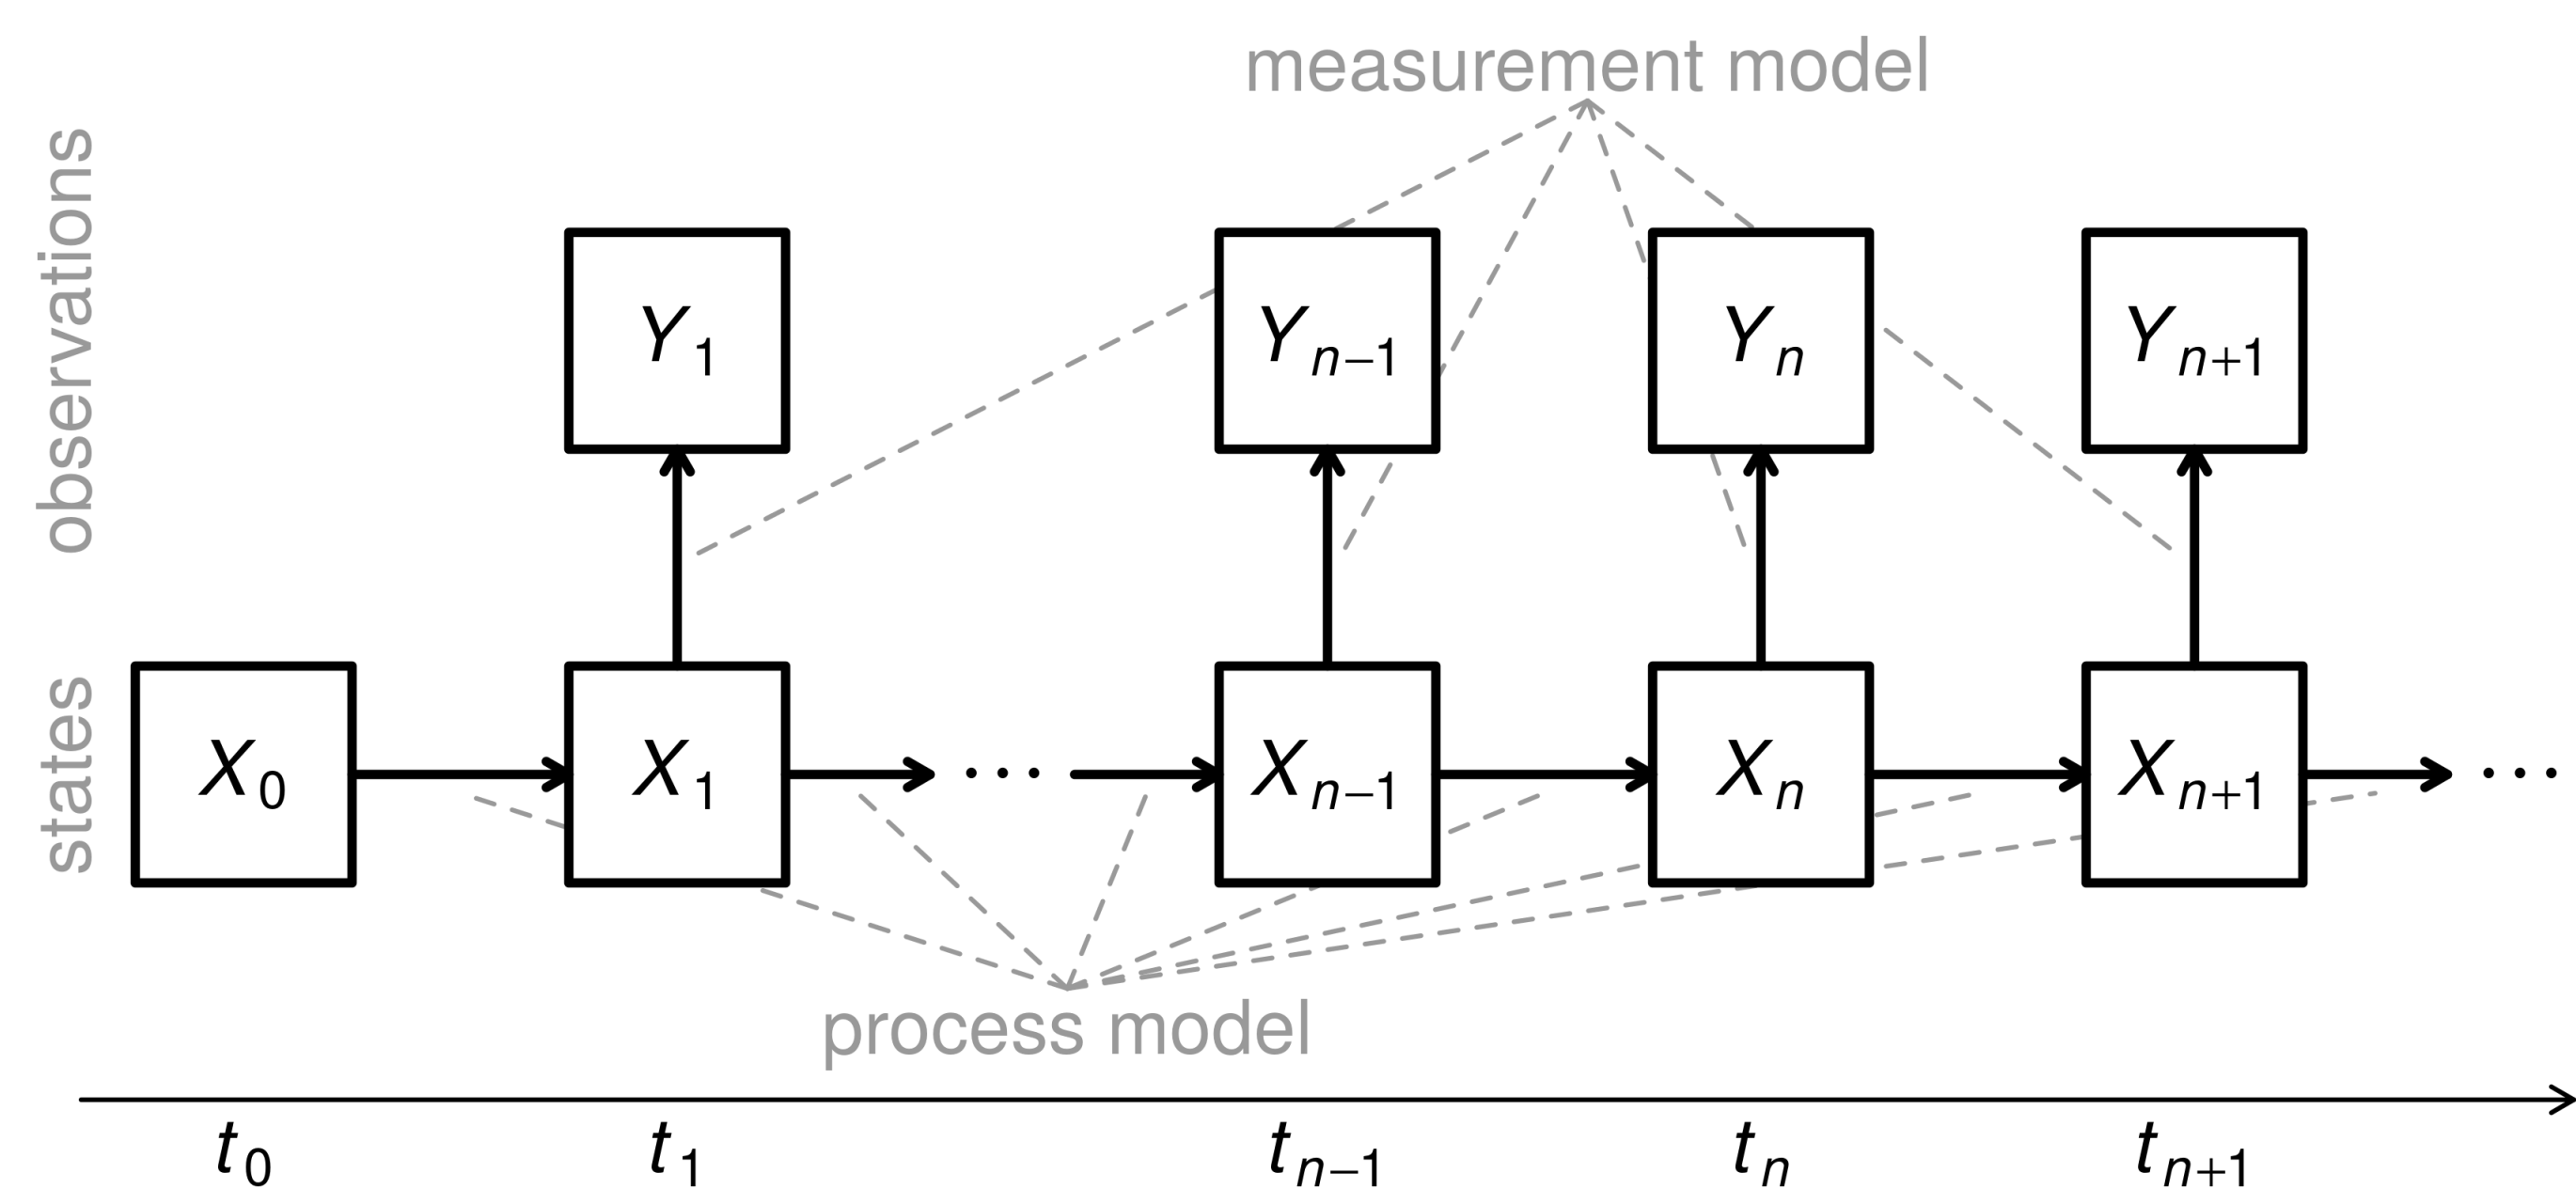 measurement model
observations
Y1 Yn−1 Yn Yn+1
states
X0 X1 ··· Xn−1 Xn Xn+1 ···
process model
t0 t1 tn−1 tn tn+1